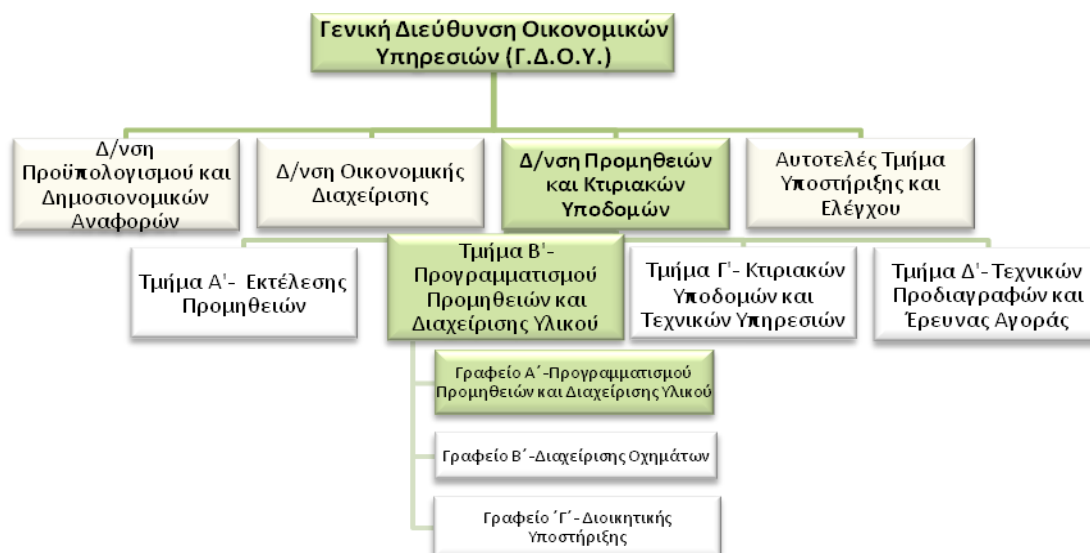 Γενική Διεύθυνση Οικονομικών
Υπηρεσιών (Γ.Δ.Ο.Υ.)
Δ/νση
Προϋπολογισμού και
Δημοσιονομικών
Αναφορών
Δ/νση Οικονομικής
Διαχείρισης
Δ/νση Προμηθειών
και Κτιριακών
Υποδομών
Αυτοτελές Τμήμα
Υποστήριξης και
Ελέγχου
Τμήμα Α'- Εκτέλεσης
Προμηθειών
Τμήμα Β'-
Προγραμματισμού
Προμηθειών και
Διαχείρισης Υλικού
Τμήμα Γ'- Κτιριακών
Υποδομών και
Τεχνικών Υπηρεσιών
Τμήμα Δ'- Τεχνικών
Προδιαγραφών και
Έρευνας Αγοράς
Γραφείο Α΄-Προγραμματισμού
Προμηθειών και Διαχείρισης Υλικού
Γραφείο Β΄-Διαχείρισης Οχημάτων
Γραφείο ΄Γ΄- Διοικητικής
Υποστήριξης